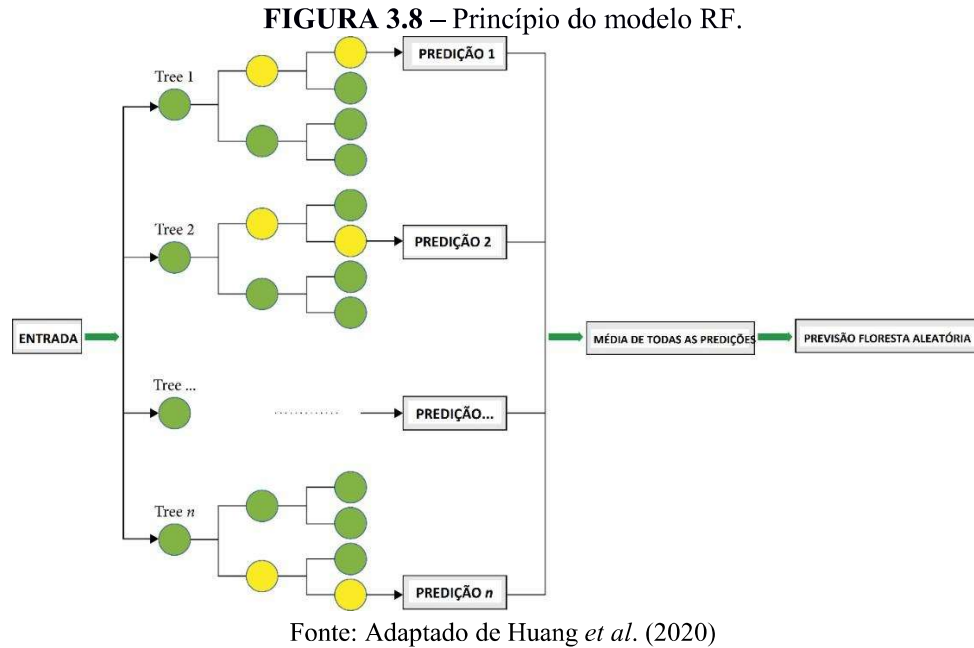 FIGURA 3.8 – Princípio do modelo RF.
PREDIÇÃO 1
Tree 1
Tree 2
PREDIÇÃO 2
ENTRADA
MÉDIA DE TODAS AS PREDIÇÕES
PREVISÃO FLORESTA ALEATÓRIA
Tree ...
PREDIÇÃO...
Tree n
PREDIÇÃO n
Fonte: Adaptado de Huang et al. (2020)